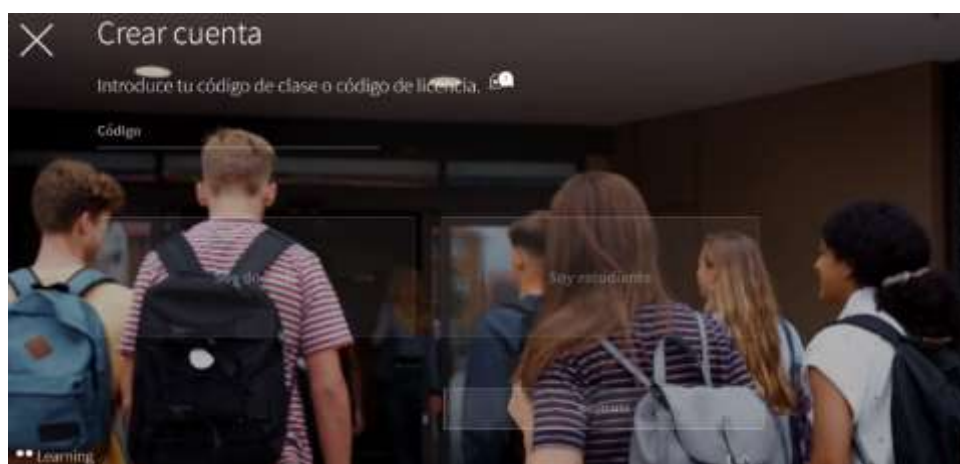 Crear cuenta
Introduce tu código de clase o código de licencia.
Código
Soy estudiante
Learning